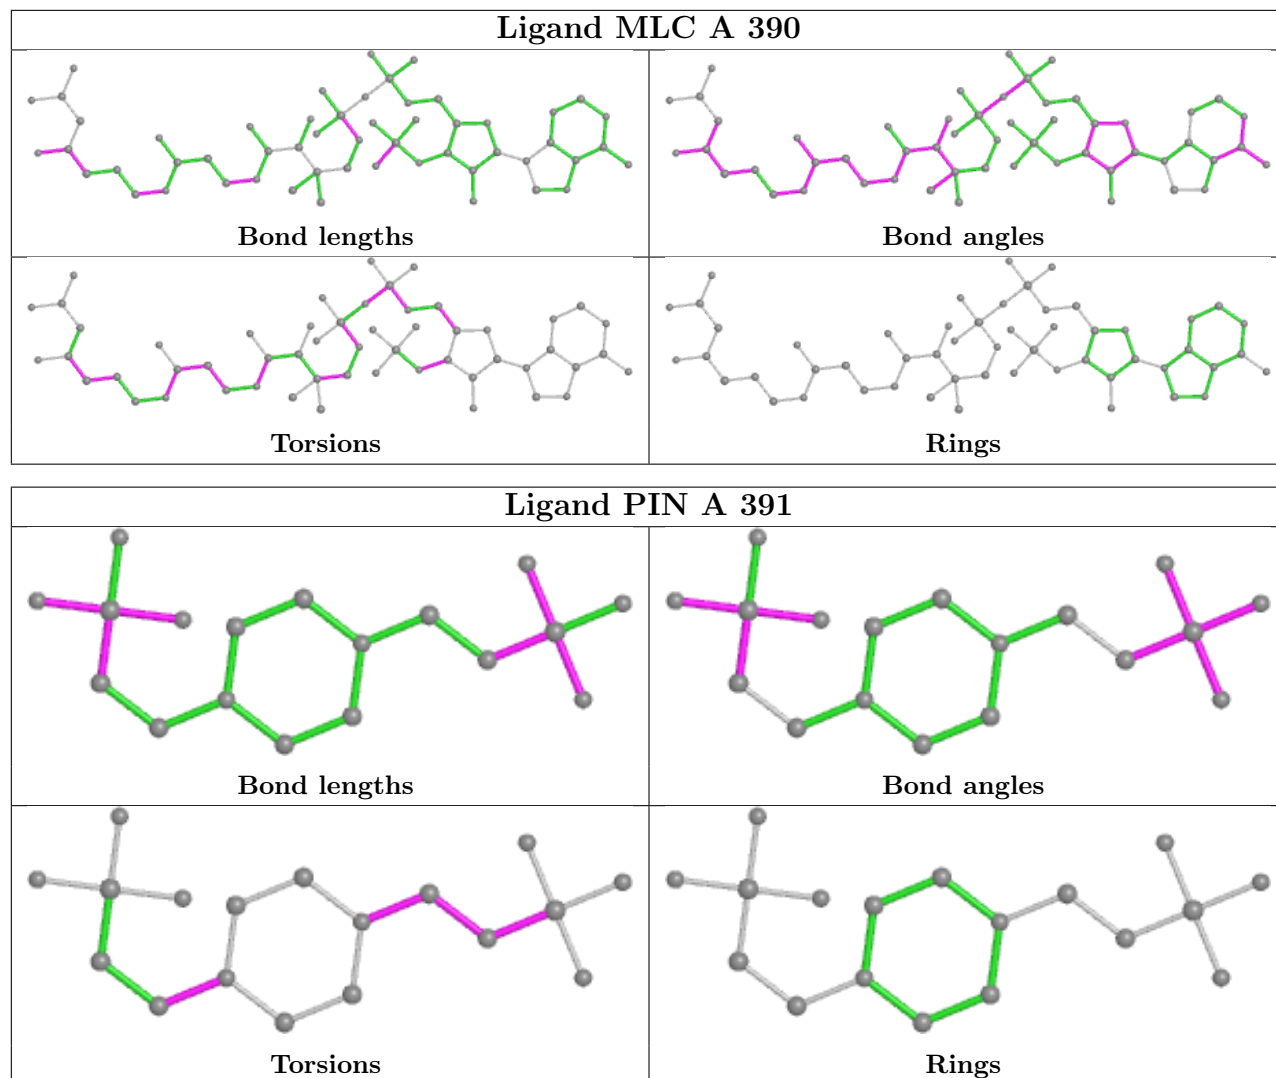 Ligand MLC A 390
Bond lengths
Bond angles
Torsions
Rings
Ligand PIN A 391
Bond lengths
Bond angles
Torsions
Rings